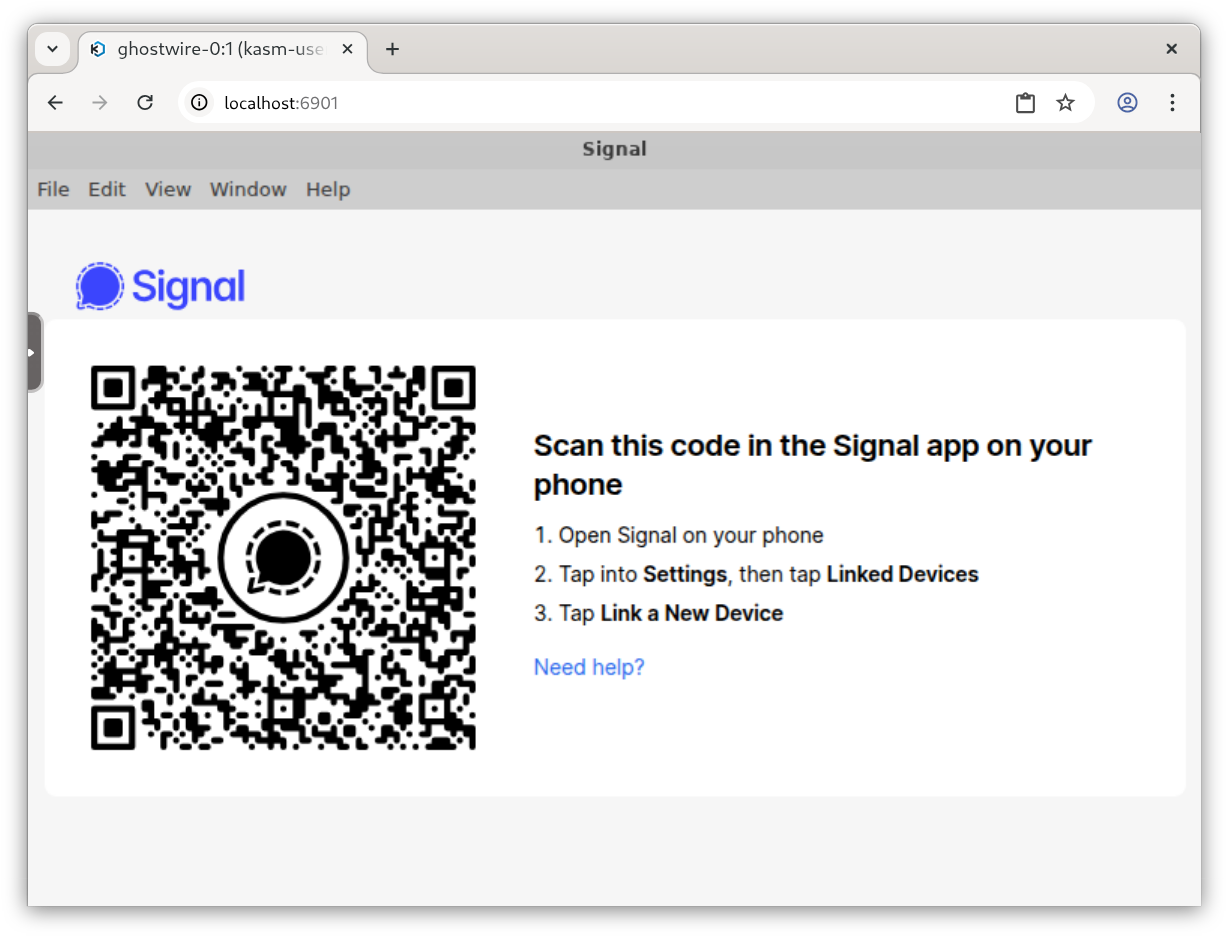 ghostwire-0:1 (kasm-use
localhost:6901
Signal
File Edit View Window Help
Signal
Scan this code in the Signal app on your
phone
1. Open Signal on your phone
2. Tap into Settings, then tap Linked Devices
3. Tap Link a New Device
Need help?